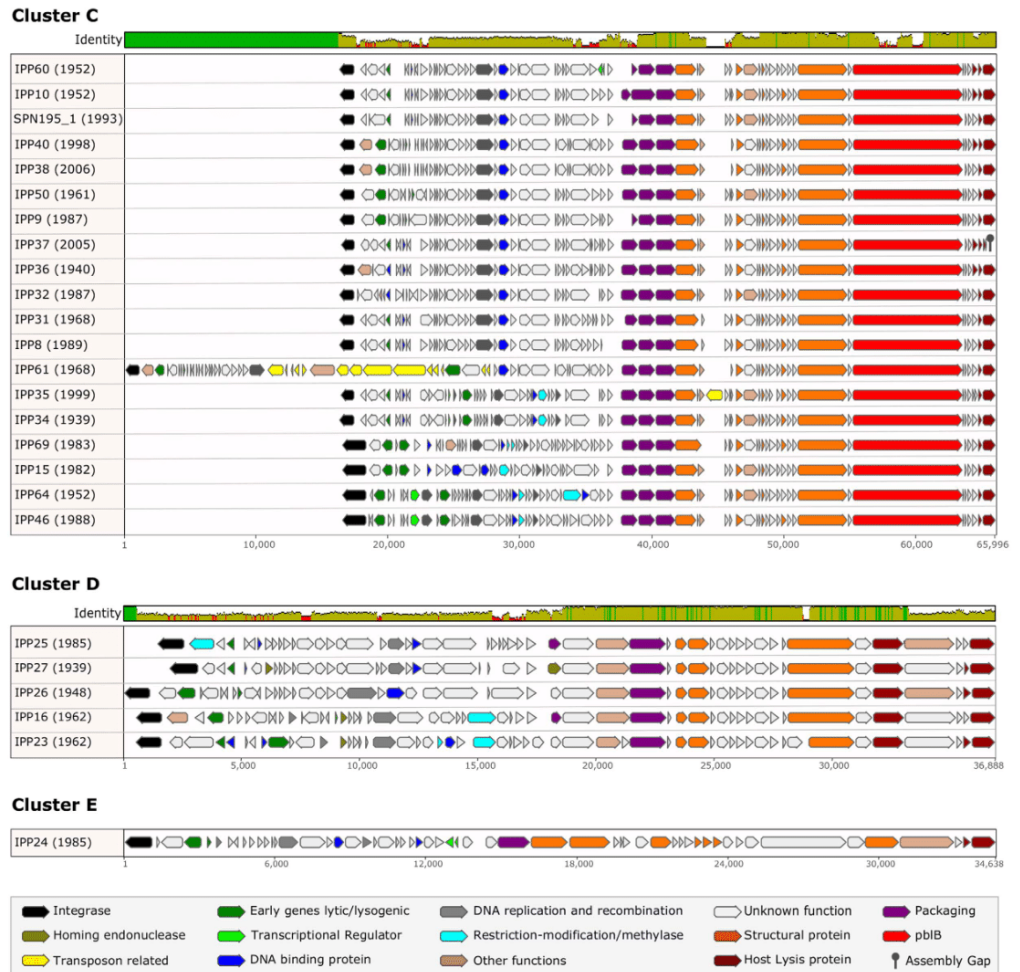 Cluster C
Identity
IPP60 (1952)
IPP10 (1952)
SPN195_1 (1993)
IPP40 (1998)
IPP38 (2006)
IPP50 (1961)
IPP9 (1987)
IPP37 (2005)
IPP36 (1940)
IPP32 (1987)
IPP31 (1968)
IPP8 (1989)
IPP61 (1968)
IPP35 (1999)
IPP34 (1939)
IPP69 (1983)
IPP15 (1982)
IPP64 (1952)
IPP46 (1988)
1 10,000 20,000 30,000 40,000 50,000 60,000 65,996
Cluster D
Identity
IPP25 (1985)
IPP27 (1939)
IPP26 (1948)
IPP16 (1962)
IPP23 (1962)
1 5,000 10,000 15,000 20,000 25,000 30,000 36,888
Cluster E
IPP24 (1985)
1 6,000 12,000 18,000 24,000 30,000 34,638
Integrase Early genes lytic/lysogenic DNA replication and recombination Unknown function Packaging
Homing endonuclease Transcriptional Regulator Restriction-modification/methylase Structural protein pblB
Transposon related DNA binding protein Other functions Host Lysis protein Assembly Gap